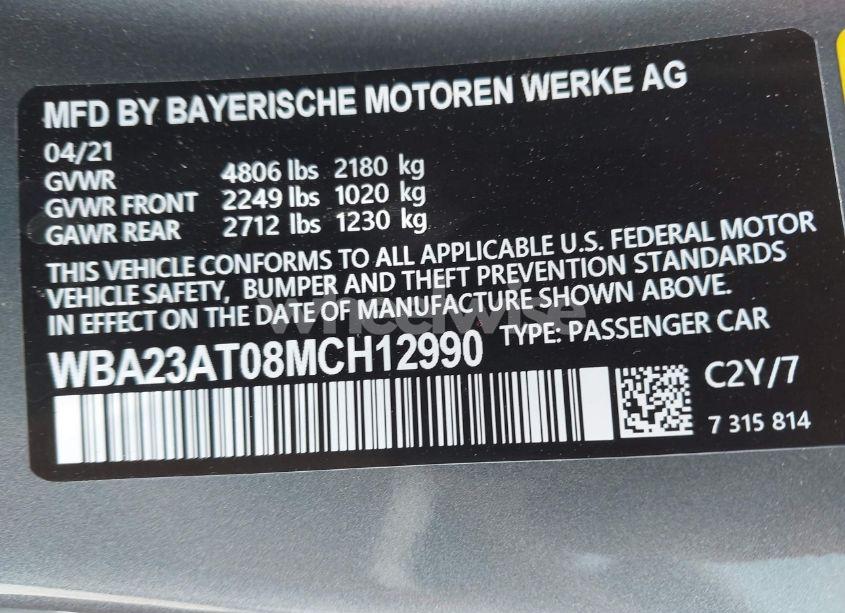 MFD BY BAYERISCHE MOTOREN WERKE AG
04/21
GVWR 4806 lbs 2180 kg
GVWR FRONT 2249 lbs 1020 kg
GAWR REAR 2712 lbs 1230 kg
THIS VEHICLE CONFORMS TO ALL APPLICABLE U.S. FEDERAL MOTOR
VEHICLE SAFETY, BUMPER AND THEFT PREVENTION STANDARDS
IN EFFECT ON THE DATE OF MANUFACTURE SHOWN ABOVE.
wheelwise
WBA23AT08MCH12990 TYPE: PASSENGER CAR
C2Y/7
7 315 814